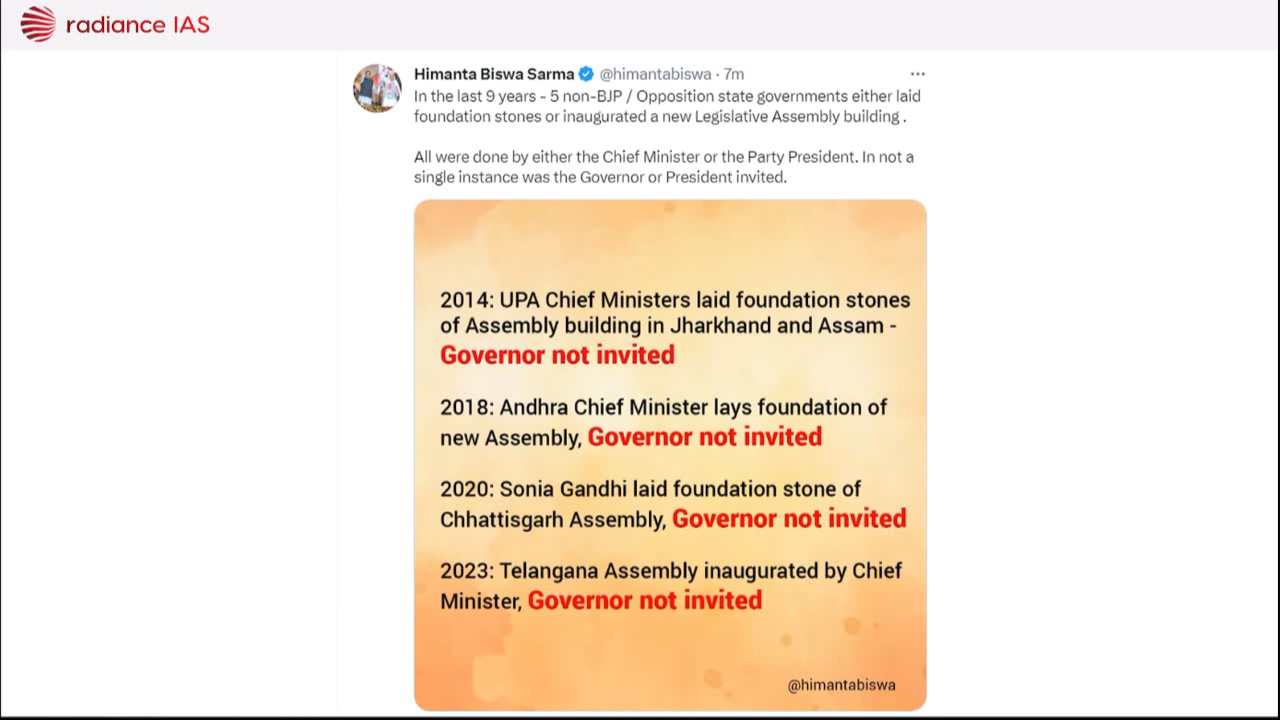 radiance IAS
Himanta Biswa Sarma @himantabiswa · 7m ...
In the last 9 years - 5 non-BJP / Opposition state governments either laid
foundation stones or inaugurated a new Legislative Assembly building .
All were done by either the Chief Minister or the Party President. In not a
single instance was the Governor or President invited.
2014: UPA Chief Ministers laid foundation stones
of Assembly building in Jharkhand and Assam -
Governor not invited
2018: Andhra Chief Minister lays foundation of
new Assembly, Governor not invited
2020: Sonia Gandhi laid foundation stone of
Chhattisgarh Assembly, Governor not invited
2023: Telangana Assembly inaugurated by Chief
Minister, Governor not invited
@himantabiswa